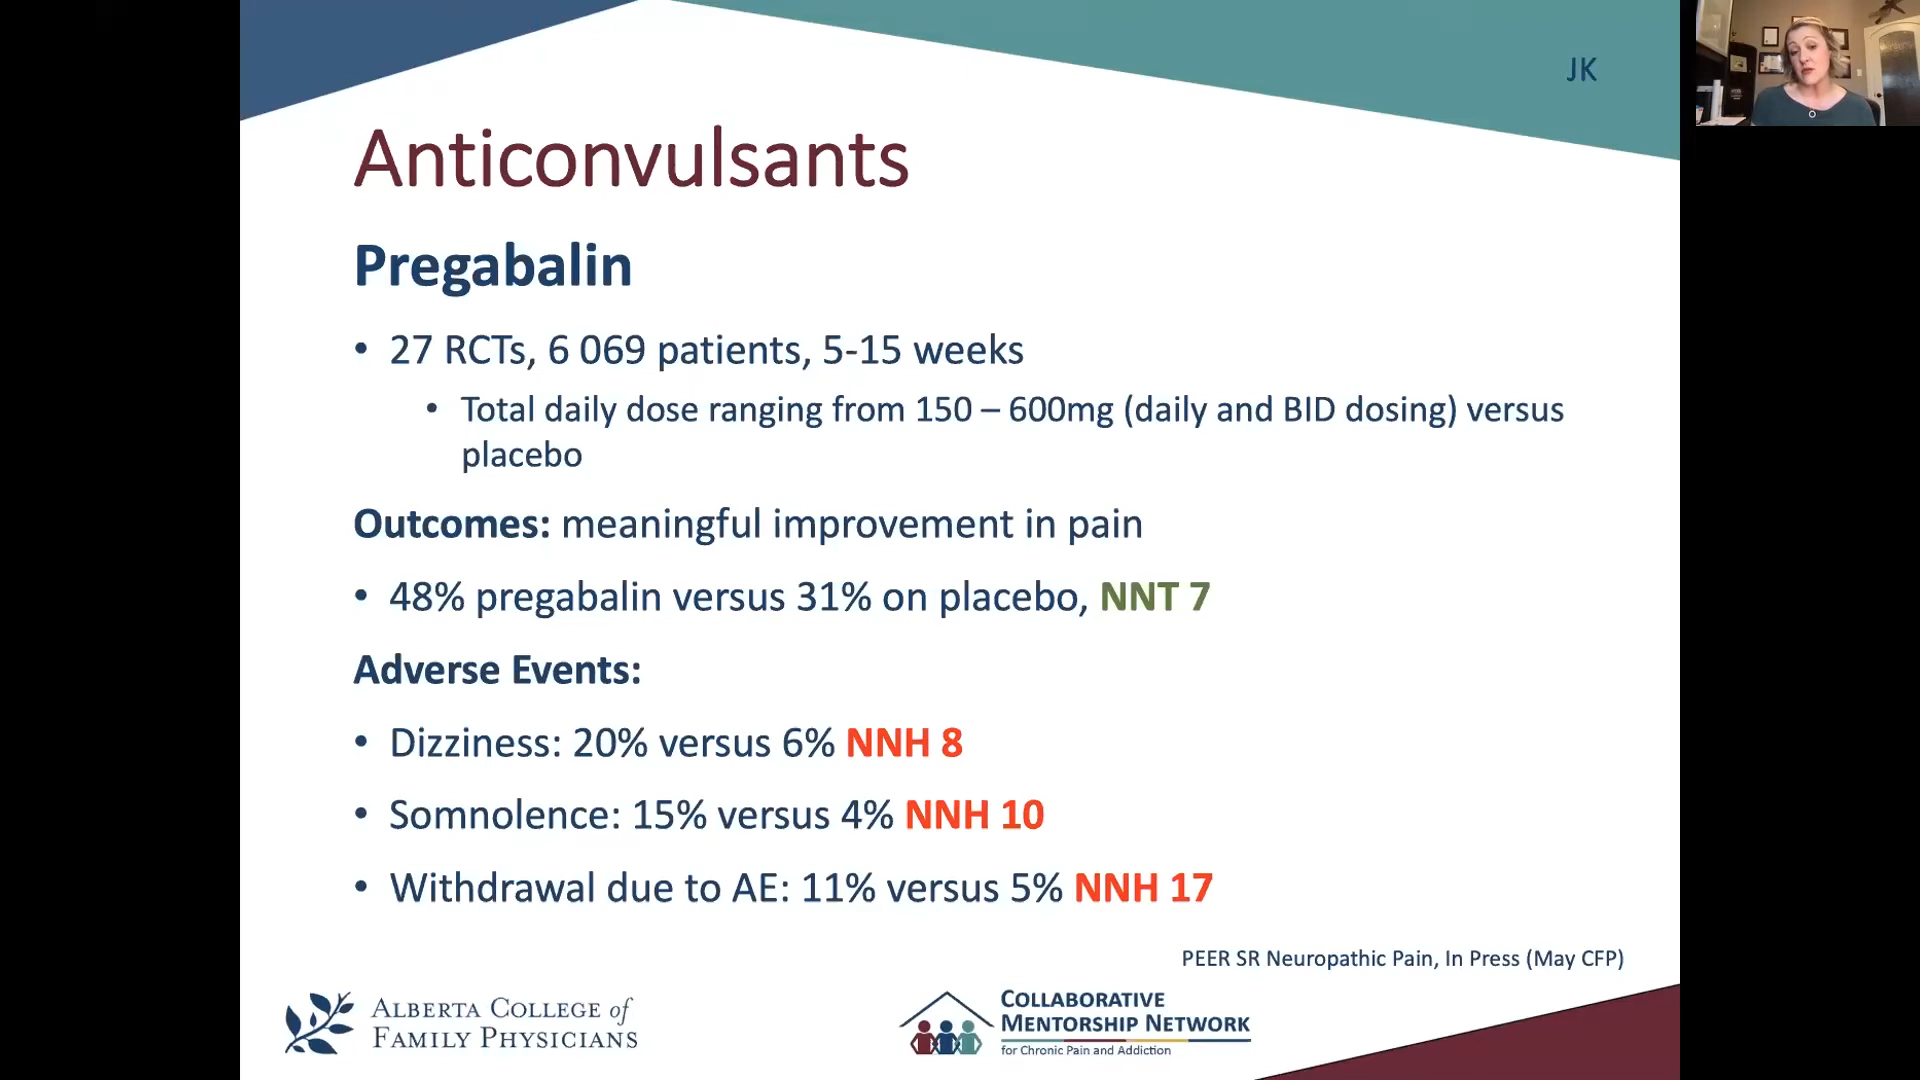 JK
Anticonvulsants
Pregabalin
• 27 RCTs, 6 069 patients, 5-15 weeks
• Total daily dose ranging from 150 – 600mg (daily and BID dosing) versus
placebo
Outcomes: meaningful improvement in pain
• 48% pregabalin versus 31% on placebo, NNT 7
Adverse Events:
• Dizziness: 20% versus 6% NNH 8
• Somnolence: 15% versus 4% NNH 10
• Withdrawal due to AE: 11% versus 5% NNH 17
PEER SR Neuropathic Pain, In Press (May CFP)
ALBERTA COLLEGE of
FAMILY PHYSICIANS
COLLABORATIVE
MENTORSHIP NETWORK
for Chronic Pain and Addiction